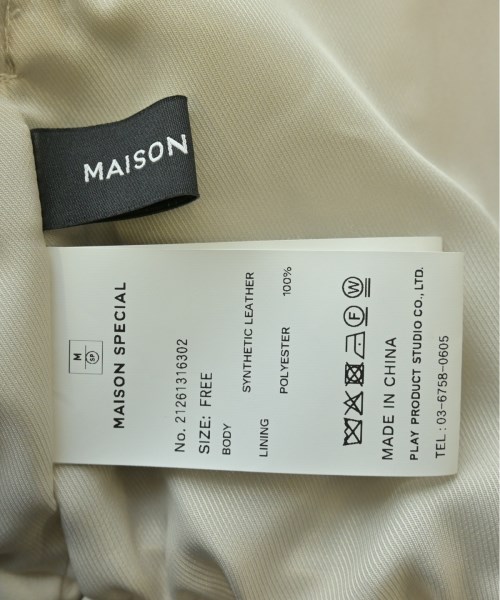 MAISON
M
SP
MAISON SPECIAL
No. 21261316302
SIZE: FREE
BODY SYNTHETIC LEATHER
LINING POLYESTER 100%
F W
MADE IN CHINA
PLAY PRODUCT STUDIO CO., LTD.
TEL : 03-6758-0605